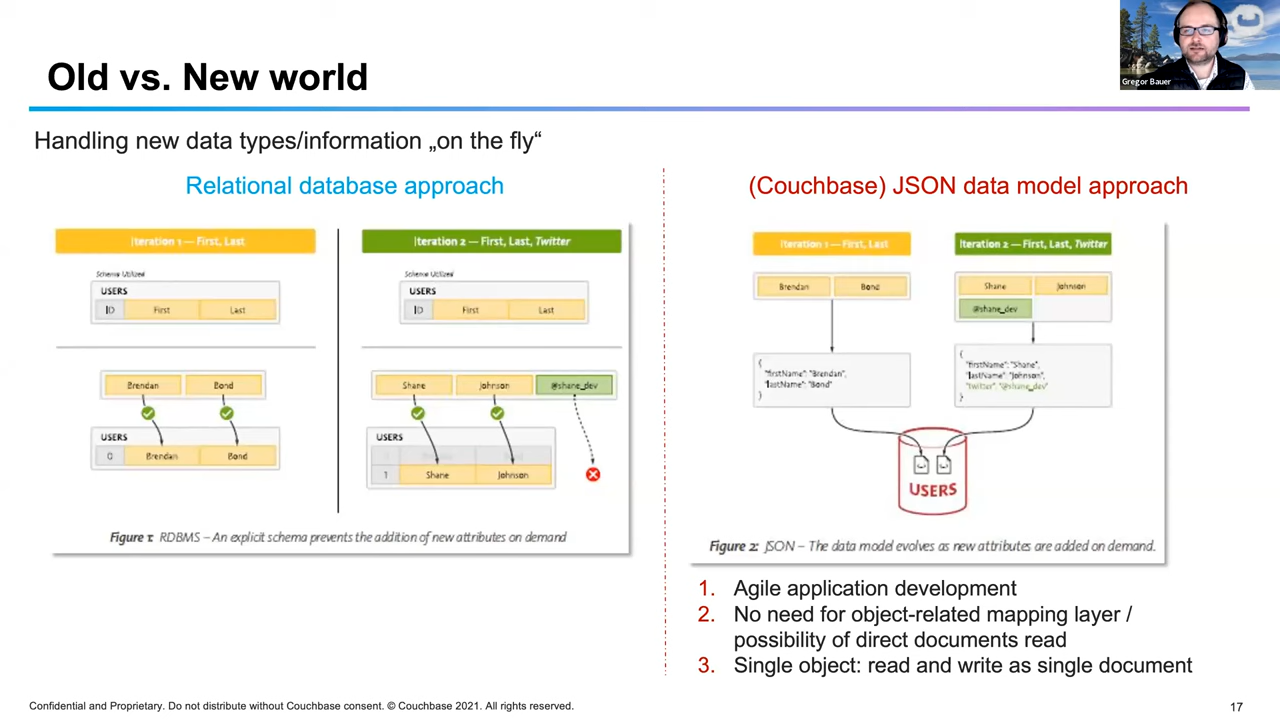 Gregor Bauer
Old vs. New world
Handling new data types/information „on the fly“
Relational database approach
Iteration 1 — First, Last
Schema Utilized
USERS
ID First Last
Brendan Bond
USERS
0 Brendan Bond
Iteration 2 — First, Last, Twitter
Schema Utilized
USERS
ID First Last
Shane Johnson @shane_dev
USERS
1 Shane Johnson
Figure 1: RDBMS – An explicit schema prevents the addition of new attributes on demand
(Couchbase) JSON data model approach
Iteration 1 — First, Last
Brendan Bond
{
"firstName": "Brendan",
"lastName": "Bond"
}
Iteration 2 — First, Last, Twitter
Shane Johnson
@shane_dev
{
"firstName": "Shane",
"lastName": "Johnson",
"twitter": "@shane_dev"
}
USERS
Figure 2: JSON – The data model evolves as new attributes are added on demand.
1. Agile application development
2. No need for object-related mapping layer /
possibility of direct documents read
3. Single object: read and write as single document
Confidential and Proprietary. Do not distribute without Couchbase consent. © Couchbase 2021. All rights reserved.
17